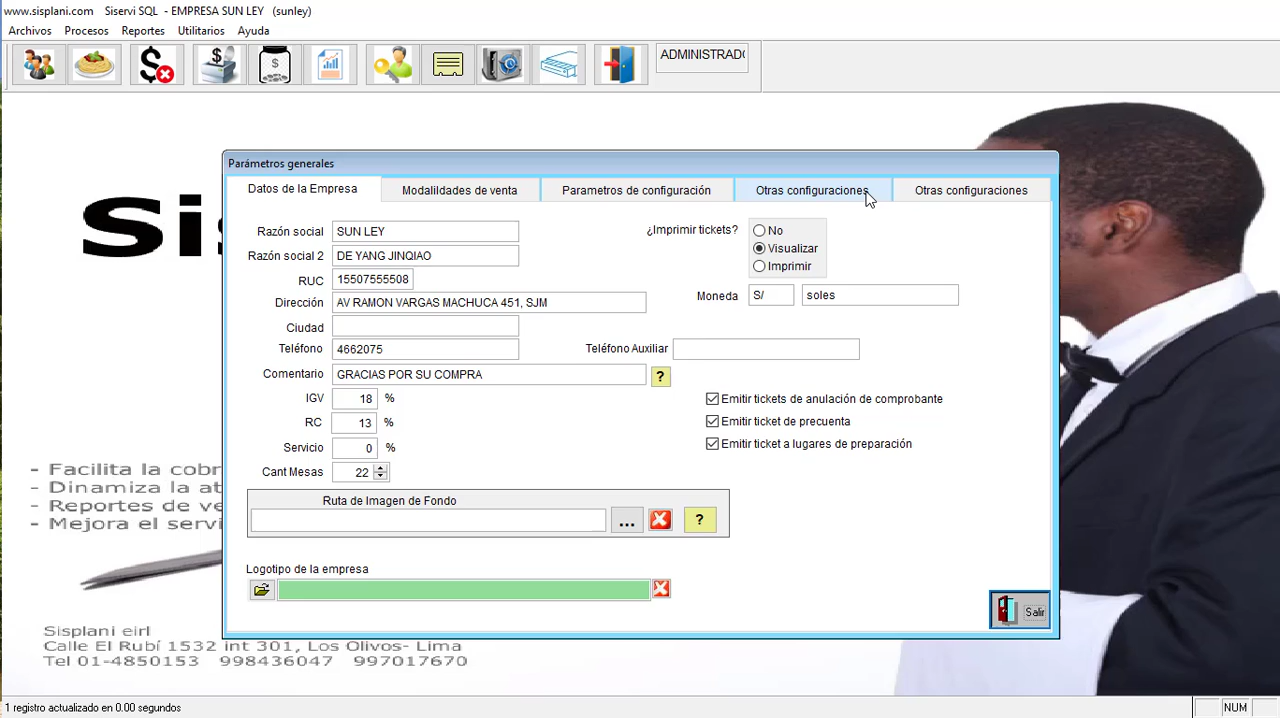 www.sisplani.com Siservi SQL - EMPRESA SUN LEY (sunley)
Archivos Procesos Reportes Utilitarios Ayuda
ADMINISTRADO
Parámetros generales
Datos de la Empresa Modalildades de venta Parametros de configuración Otras configuraciones Otras configuraciones
Razón social SUN LEY ¿Imprimir tickets? No
Razón social 2 DE YANG JINQIAO Visualizar
RUC 15507555508 Imprimir
Dirección AV RAMON VARGAS MACHUCA 451, SJM Moneda S/ soles
Ciudad
Teléfono 4662075 Teléfono Auxiliar
Comentario GRACIAS POR SU COMPRA ?
IGV 18 % Emitir tickets de anulación de comprobante
RC 13 % Emitir ticket de precuenta
Servicio 0 % Emitir ticket a lugares de preparación
Cant Mesas 22
Ruta de Imagen de Fondo
... ?
Logotipo de la empresa
Salir
Si
- Facilita la cobr
- Dinamiza la at
- Reportes de ve
- Mejora el servi
Sisplani eirl
Calle El Rubí 1532 int 301, Los Olivos- Lima
Tel 01-4850153 998436047 997017670
1 registro actualizado en 0.00 segundos NUM